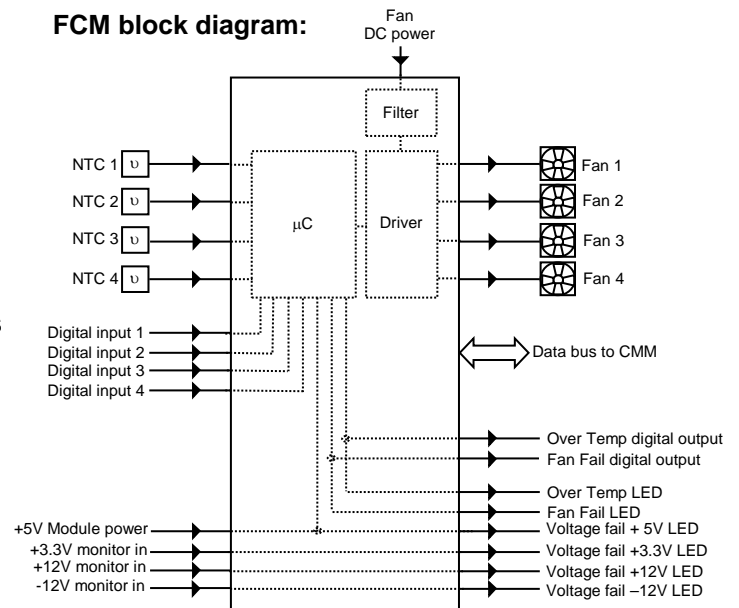 FCM block diagram:
Fan
DC power
Filter
NTC 1 υ
NTC 2 υ
NTC 3 υ
NTC 4 υ
μC
Driver
Fan 1
Fan 2
Fan 3
Fan 4
Digital input 1
Digital input 2
Digital input 3
Digital input 4
Data bus to CMM
Over Temp digital output
Fan Fail digital output
Over Temp LED
Fan Fail LED
+5V Module power
Voltage fail + 5V LED
+3.3V monitor in
Voltage fail +3.3V LED
+12V monitor in
Voltage fail +12V LED
-12V monitor in
Voltage fail –12V LED